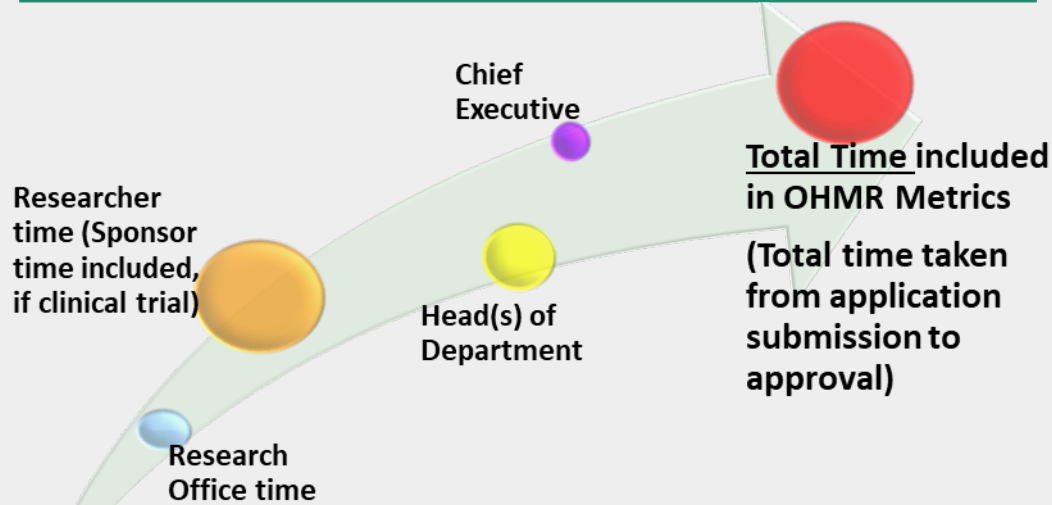 Chief
Executive
Researcher
time (Sponsor
time included,
if clinical trial)
Total Time included
in OHMR Metrics
(Total time taken
from application
submission to
approval)
Head(s) of
Department
Research
Office time